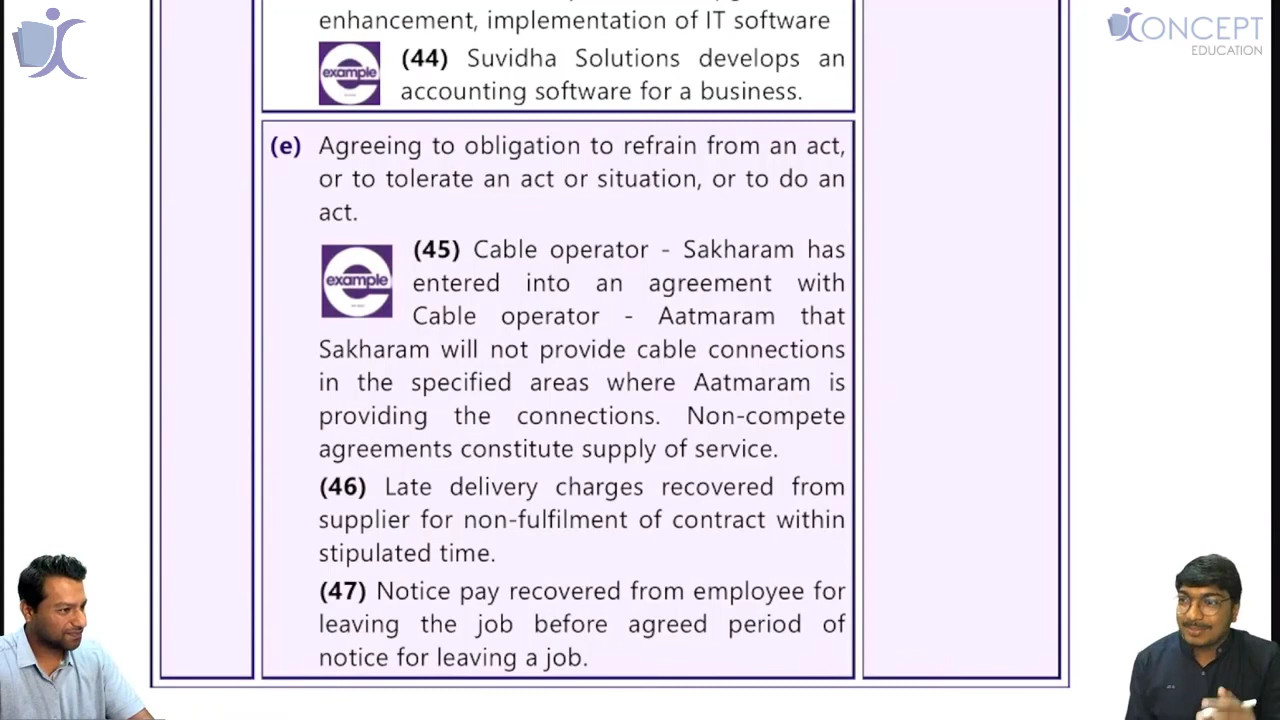 enhancement, implementation of IT software
example
(44) Suvidha Solutions develops an
accounting software for a business.
(e) Agreeing to obligation to refrain from an act,
or to tolerate an act or situation, or to do an
act.
example
(45) Cable operator - Sakharam has
entered into an agreement with
Cable operator - Aatmaram that
Sakharam will not provide cable connections
in the specified areas where Aatmaram is
providing the connections. Non-compete
agreements constitute supply of service.
(46) Late delivery charges recovered from
supplier for non-fulfilment of contract within
stipulated time.
(47) Notice pay recovered from employee for
leaving the job before agreed period of
notice for leaving a job.
CONCEPT
EDUCATION